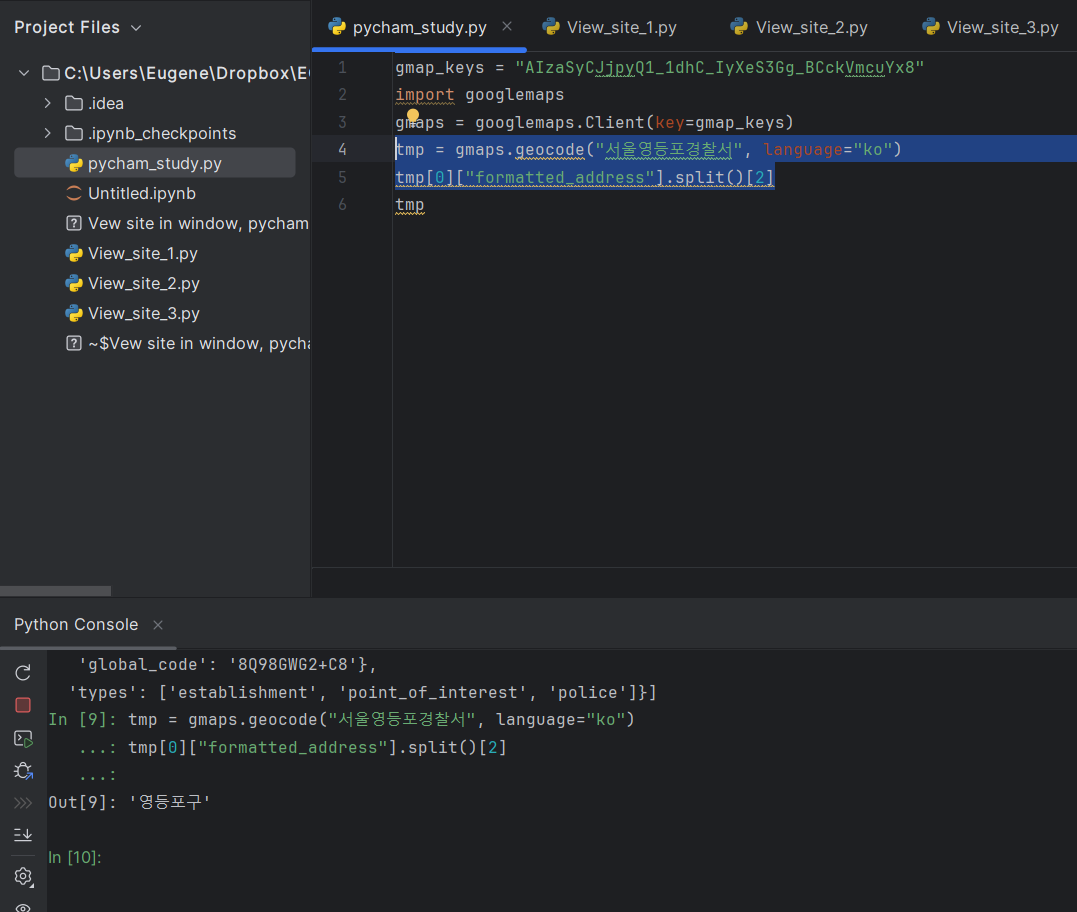 Project Files
C:\Users\Eugene\Dropbox\E
.idea
.ipynb_checkpoints
pycham_study.py
Untitled.ipynb
Vew site in window, pycham
View_site_1.py
View_site_2.py
View_site_3.py
~$Vew site in window, pycha
pycham_study.py View_site_1.py View_site_2.py View_site_3.py
1 gmap_keys = "AIzaSyCJjpyQ1_1dhC_IyXeS3Gg_BCckVmcuYx8"
2 import googlemaps
3 gmaps = googlemaps.Client(key=gmap_keys)
4 tmp = gmaps.geocode("서울영등포경찰서", language="ko")
5 tmp[0]["formatted_address"].split()[2]
6 tmp
Python Console
'global_code': '8Q98GWG2+C8'},
'types': ['establishment', 'point_of_interest', 'police']}]
In [9]: tmp = gmaps.geocode("서울영등포경찰서", language="ko")
...: tmp[0]["formatted_address"].split()[2]
...:
Out[9]: '영등포구'
In [10]: